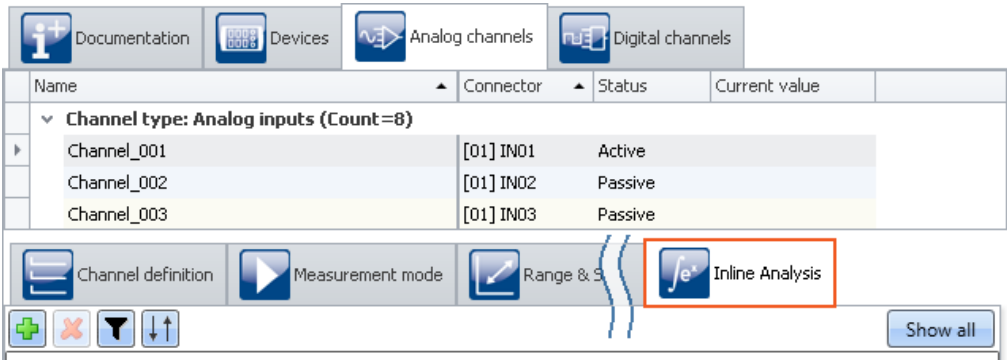 Documentation Devices Analog channels Digital channels
Name Connector Status Current value
Channel type: Analog inputs (Count=8)
Channel_001 [01] IN01 Active
Channel_002 [01] IN02 Passive
Channel_003 [01] IN03 Passive
Channel definition Measurement mode Range & S Inline Analysis
Show all